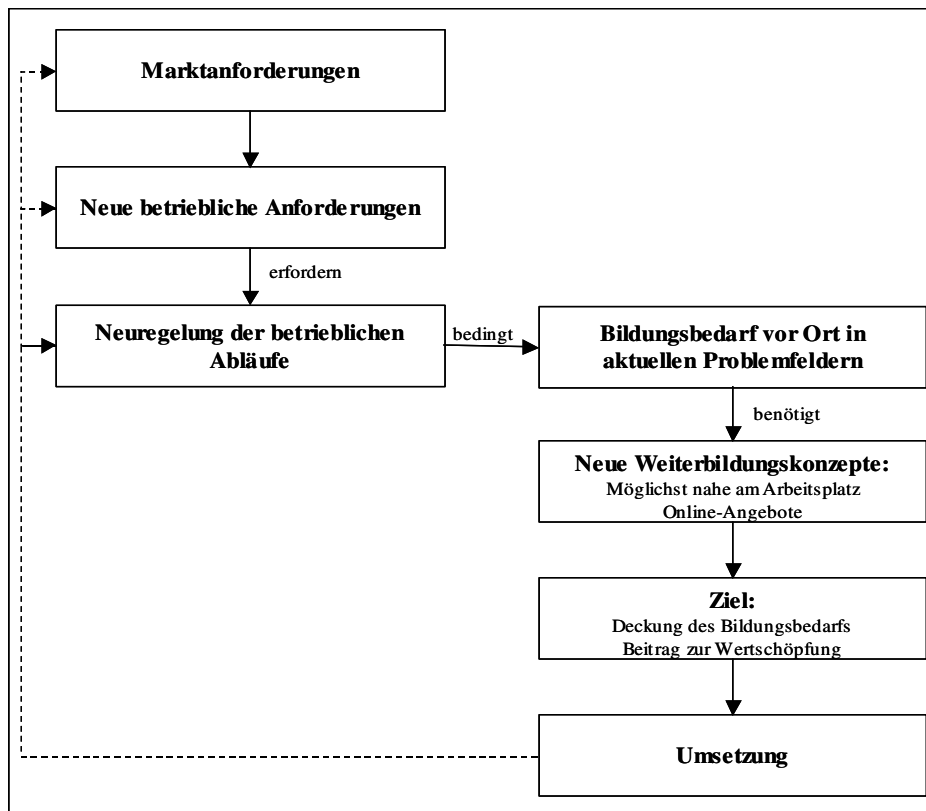 Marktanforderungen
Neue betriebliche Anforderungen
erfordern
Neuregelung der betrieblichen
Abläufe
bedingt
Bildungsbedarf vor Ort in
aktuellen Problemfeldern
benötigt
Neue Weiterbildungskonzepte:
Möglichst nahe am Arbeitsplatz
Online-Angebote
Ziel:
Deckung des Bildungsbedarfs
Beitrag zur Wertschöpfung
Umsetzung